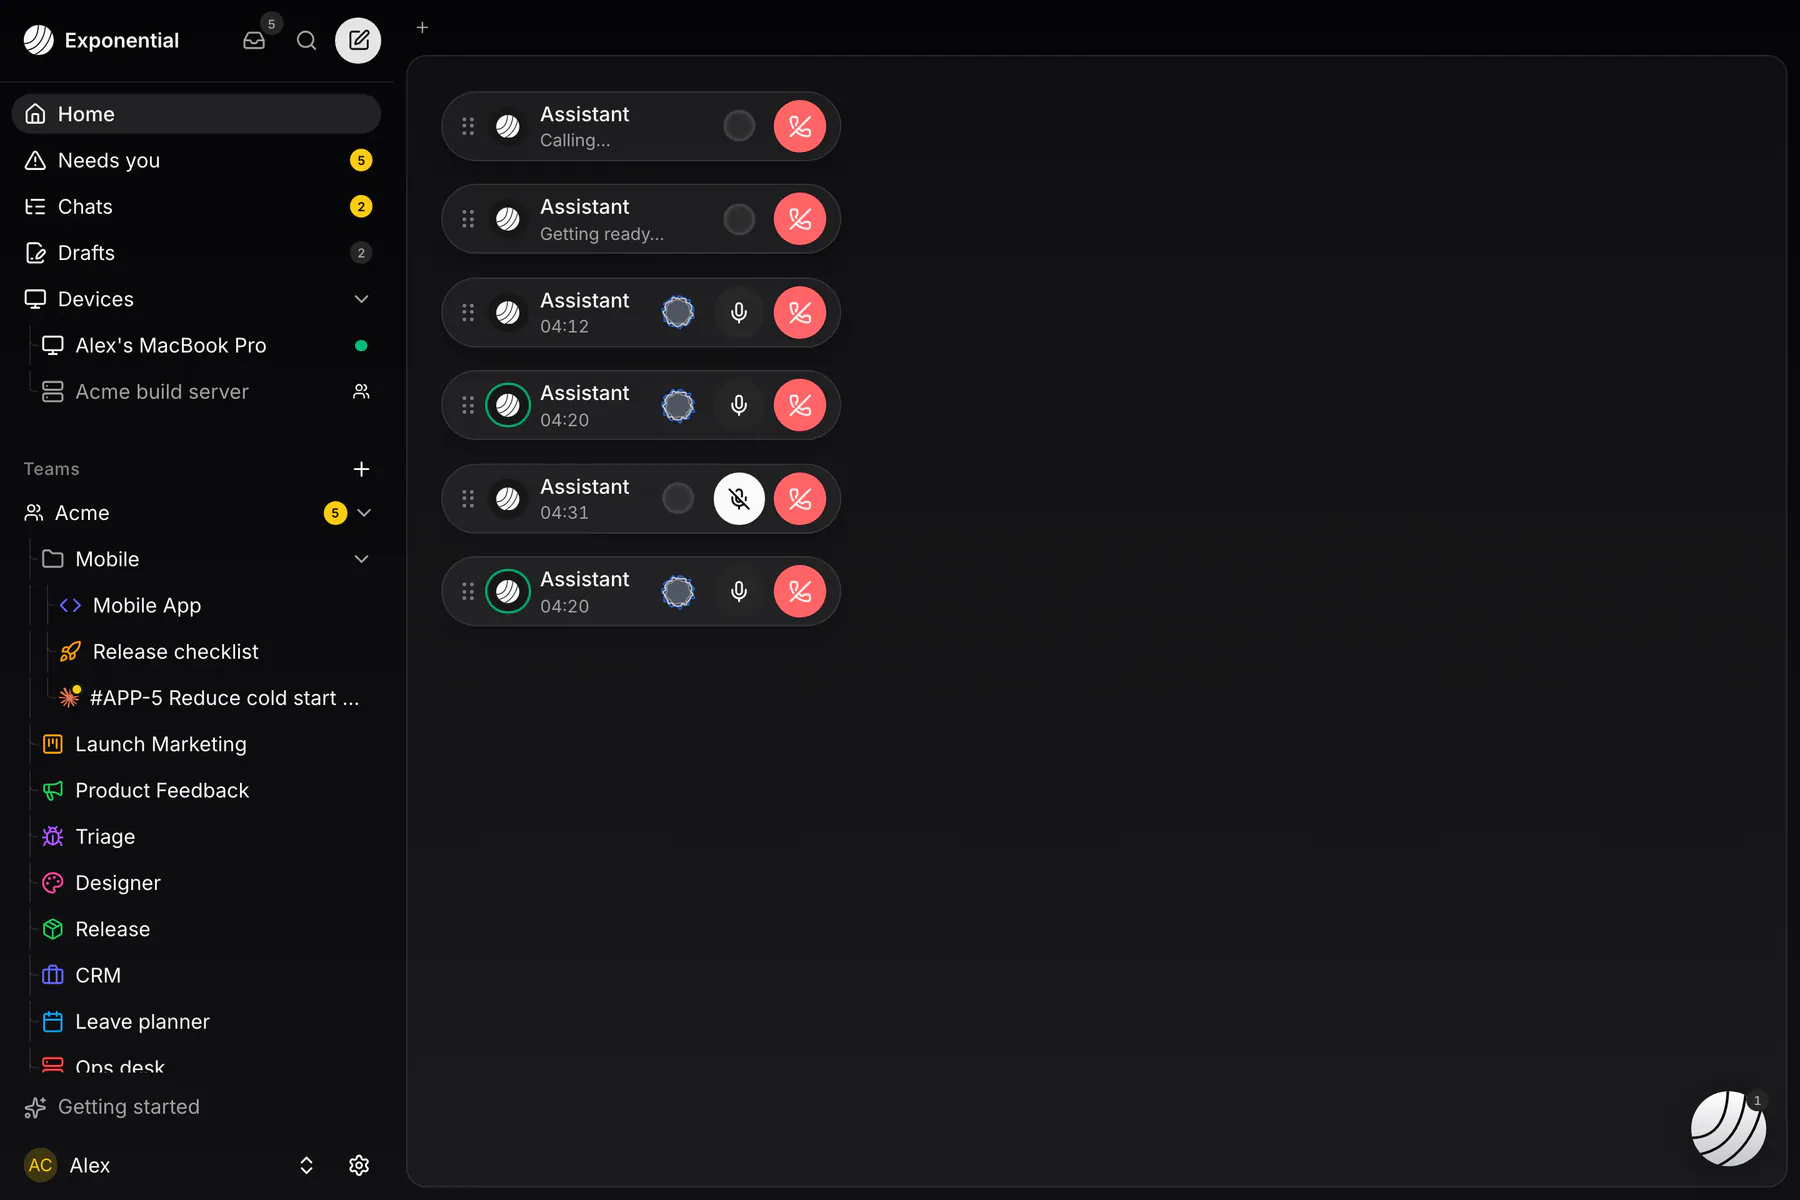 Exponential
5
Home
Needs you
5
Chats
2
Drafts
2
Devices
Alex's MacBook Pro
Acme build server
Teams
Acme
5
Mobile
Mobile App
Release checklist
#APP-5 Reduce cold start ...
Launch Marketing
Product Feedback
Triage
Designer
Release
CRM
Leave planner
Ops desk
Getting started
AC
Alex
Assistant
Calling...
Assistant
Getting ready...
Assistant
04:12
Assistant
04:20
Assistant
04:31
Assistant
04:20
1